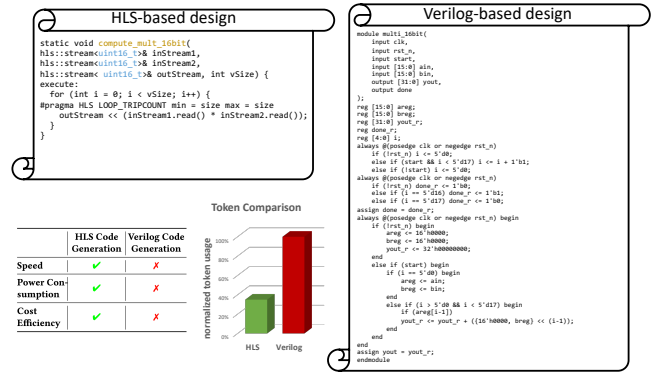 HLS-based design
static void compute_mult_16bit(
hls::stream<uint16_t>& inStream1,
hls::stream<uint16_t>& inStream2,
hls::stream< uint16_t>& outStream, int vSize) {
execute:
for (int i = 0; i < vSize; i++) {
#pragma HLS LOOP_TRIPCOUNT min = size max = size
outStream << (inStream1.read() * inStream2.read());
}
}
HLS Code Generation Verilog Code Generation
Speed ✔ ✗
Power Con-
sumption ✔ ✗
Cost
Efficiency ✔ ✗
Token Comparison
normalized token usage
100%
80%
60%
40%
20%
0%
HLS Verilog
Verilog-based design
module multi_16bit(
input clk,
input rst_n,
input start,
input [15:0] ain,
input [15:0] bin,
output [31:0] yout,
output done
);
reg [15:0] areg;
reg [15:0] breg;
reg [31:0] yout_r;
reg done_r;
reg [4:0] i;
always @(posedge clk or negedge rst_n)
if (!rst_n) i <= 5'd0;
else if (start && i < 5'd17) i <= i + 1'b1;
else if (!start) i <= 5'd0;
always @(posedge clk or negedge rst_n)
if (!rst_n) done_r <= 1'b0;
else if (i == 5'd16) done_r <= 1'b1;
else if (i == 5'd17) done_r <= 1'b0;
assign done = done_r;
always @(posedge clk or negedge rst_n) begin
if (!rst_n) begin
areg <= 16'h0000;
breg <= 16'h0000;
yout_r <= 32'h00000000;
end
else if (start) begin
if (i == 5'd0) begin
areg <= ain;
breg <= bin;
end
else if (i > 5'd0 && i < 5'd17) begin
if (areg[i-1])
yout_r <= yout_r + ({16'h0000, breg} << (i-1));
end
end
end
assign yout = yout_r;
endmodule